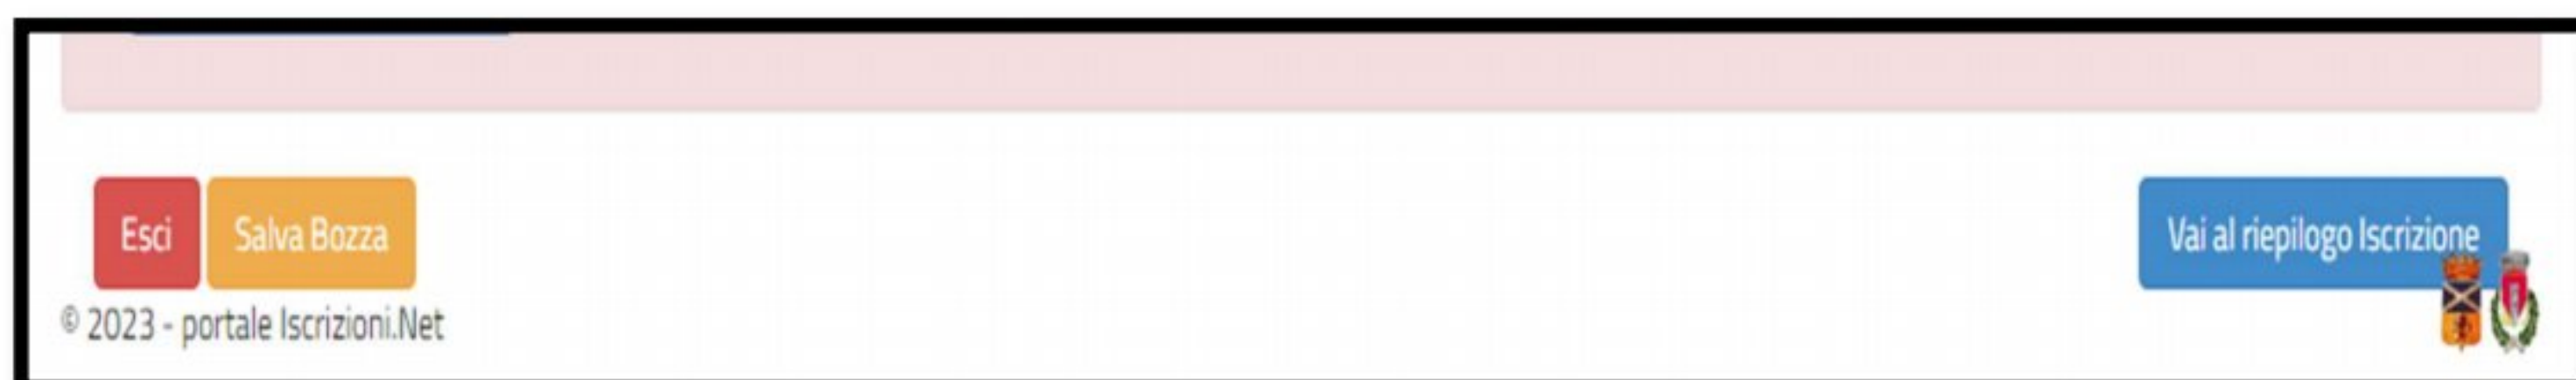 Esci Salva Bozza Vai al riepilogo Iscrizione
© 2023 - portale Iscrizioni.Net